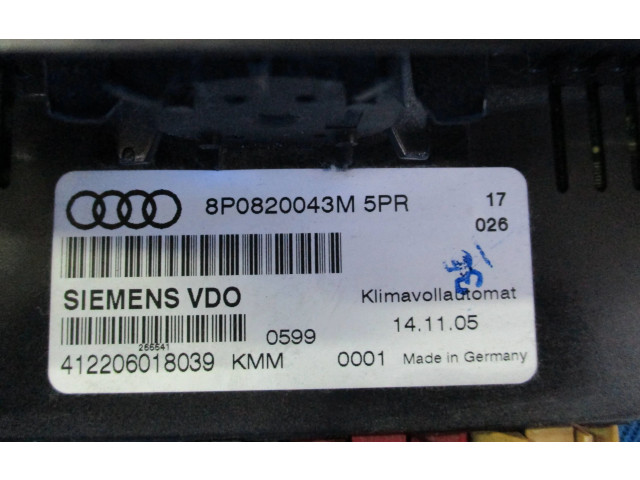 8P0820043M 5PR 17
026
SIEMENS VDO Klimavollautomat
0599 14.11.05
266641
412206018039 KMM 0001 Made in Germany